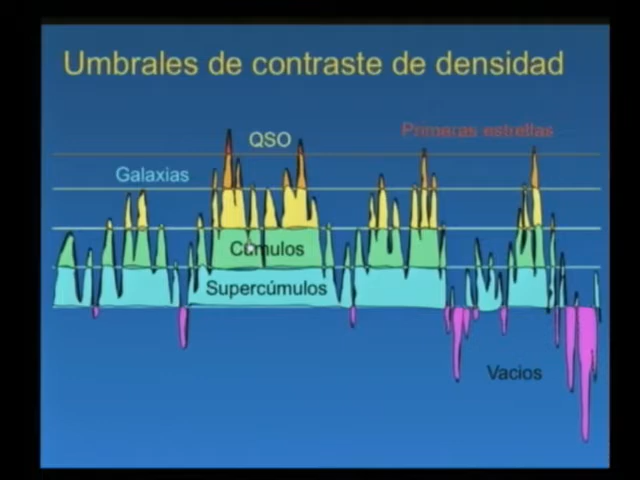 Umbrales de contraste de densidad
QSO
Primeras estrellas
Galaxias
Cúmulos
Supercúmulos
Vacios